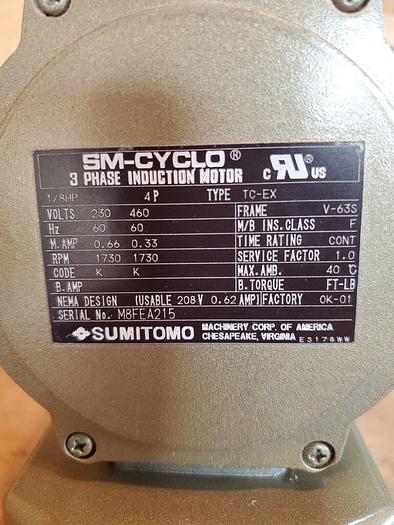 SM-CYCLO®
3 PHASE INDUCTION MOTOR
C RU US
1/8HP 4P TYPE TC-EX
VOLTS 230 460 FRAME V-63S
Hz 60 60 M/B INS.CLASS F
M.AMP 0.66 0.33 TIME RATING CONT
RPM 1730 1730 SERVICE FACTOR 1.0
CODE K K MAX.AMB. 40 ℃
B.AMP B.TORQUE FT-LB
NEMA DESIGN (USABLE 208V 0.62 AMP) FACTORY OK-01
SERIAL No. M8FEA215
SUMITOMO MACHINERY CORP. OF AMERICA
CHESAPEAKE, VIRGINIA E3178WW